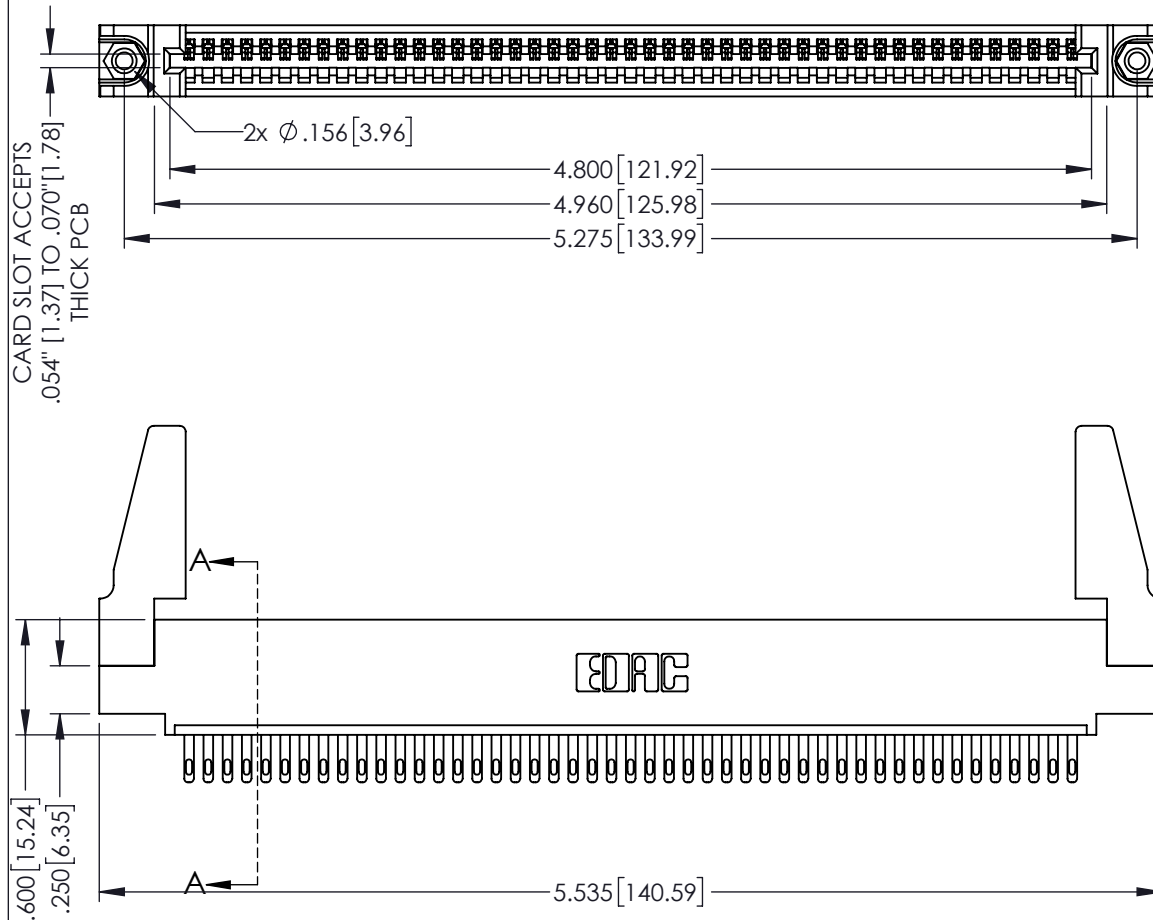 2x ∅ .156 [3.96]
4.800 [121.92]
4.960 [125.98]
5.275 [133.99]
CARD SLOT ACCEPTS
.054" [1.37] TO .070" [1.78]
THICK PCB
A
EDAC
.600 [15.24]
.250 [6.35]
A
5.535 [140.59]